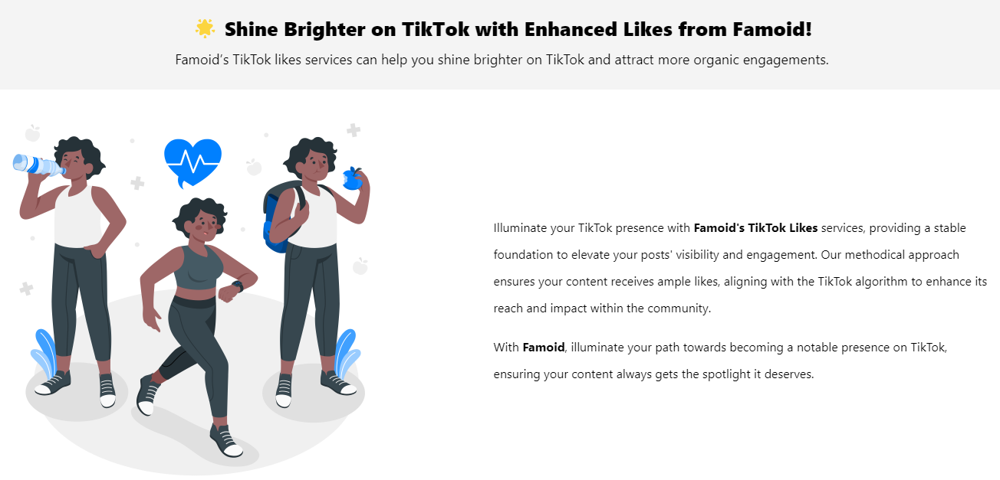 🌟 Shine Brighter on TikTok with Enhanced Likes from Famoid!
Famoid’s TikTok likes services can help you shine brighter on TikTok and attract more organic engagements.
Illuminate your TikTok presence with Famoid's TikTok Likes services, providing a stable
foundation to elevate your posts' visibility and engagement. Our methodical approach
ensures your content receives ample likes, aligning with the TikTok algorithm to enhance its
reach and impact within the community.
With Famoid, illuminate your path towards becoming a notable presence on TikTok,
ensuring your content always gets the spotlight it deserves.